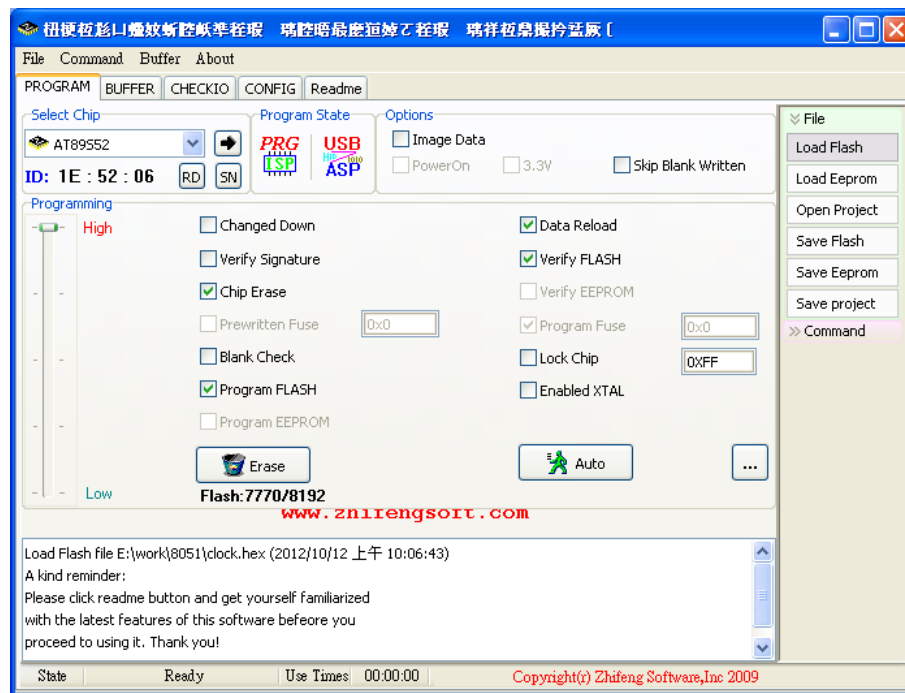 File Command Buffer About
PROGRAM BUFFER CHECKIO CONFIG Readme
Select Chip
AT89S52
ID: 1E : 52 : 06 RD SN
Program State
PRG ISP
USB ASP
Options
Image Data
PowerOn 3.3V Skip Blank Written
Programming
High
Low
Changed Down
Verify Signature
Chip Erase
Prewritten Fuse 0x0
Blank Check
Program FLASH
Program EEPROM
Data Reload
Verify FLASH
Verify EEPROM
Program Fuse 0x0
Lock Chip 0XFF
Enabled XTAL
Erase
Auto
...
Flash:7770/8192
www.zhifengsoft.com
File
Load Flash
Load Eeprom
Open Project
Save Flash
Save Eeprom
Save project
Command
Load Flash file E:\work\8051\clock.hex (2012/10/12 上午 10:06:43)
A kind reminder:
Please click readme button and get yourself familiarized
with the latest features of this software befeore you
proceed to using it. Thank you!
State Ready Use Times 00:00:00 Copyright(r) Zhifeng Software,Inc 2009